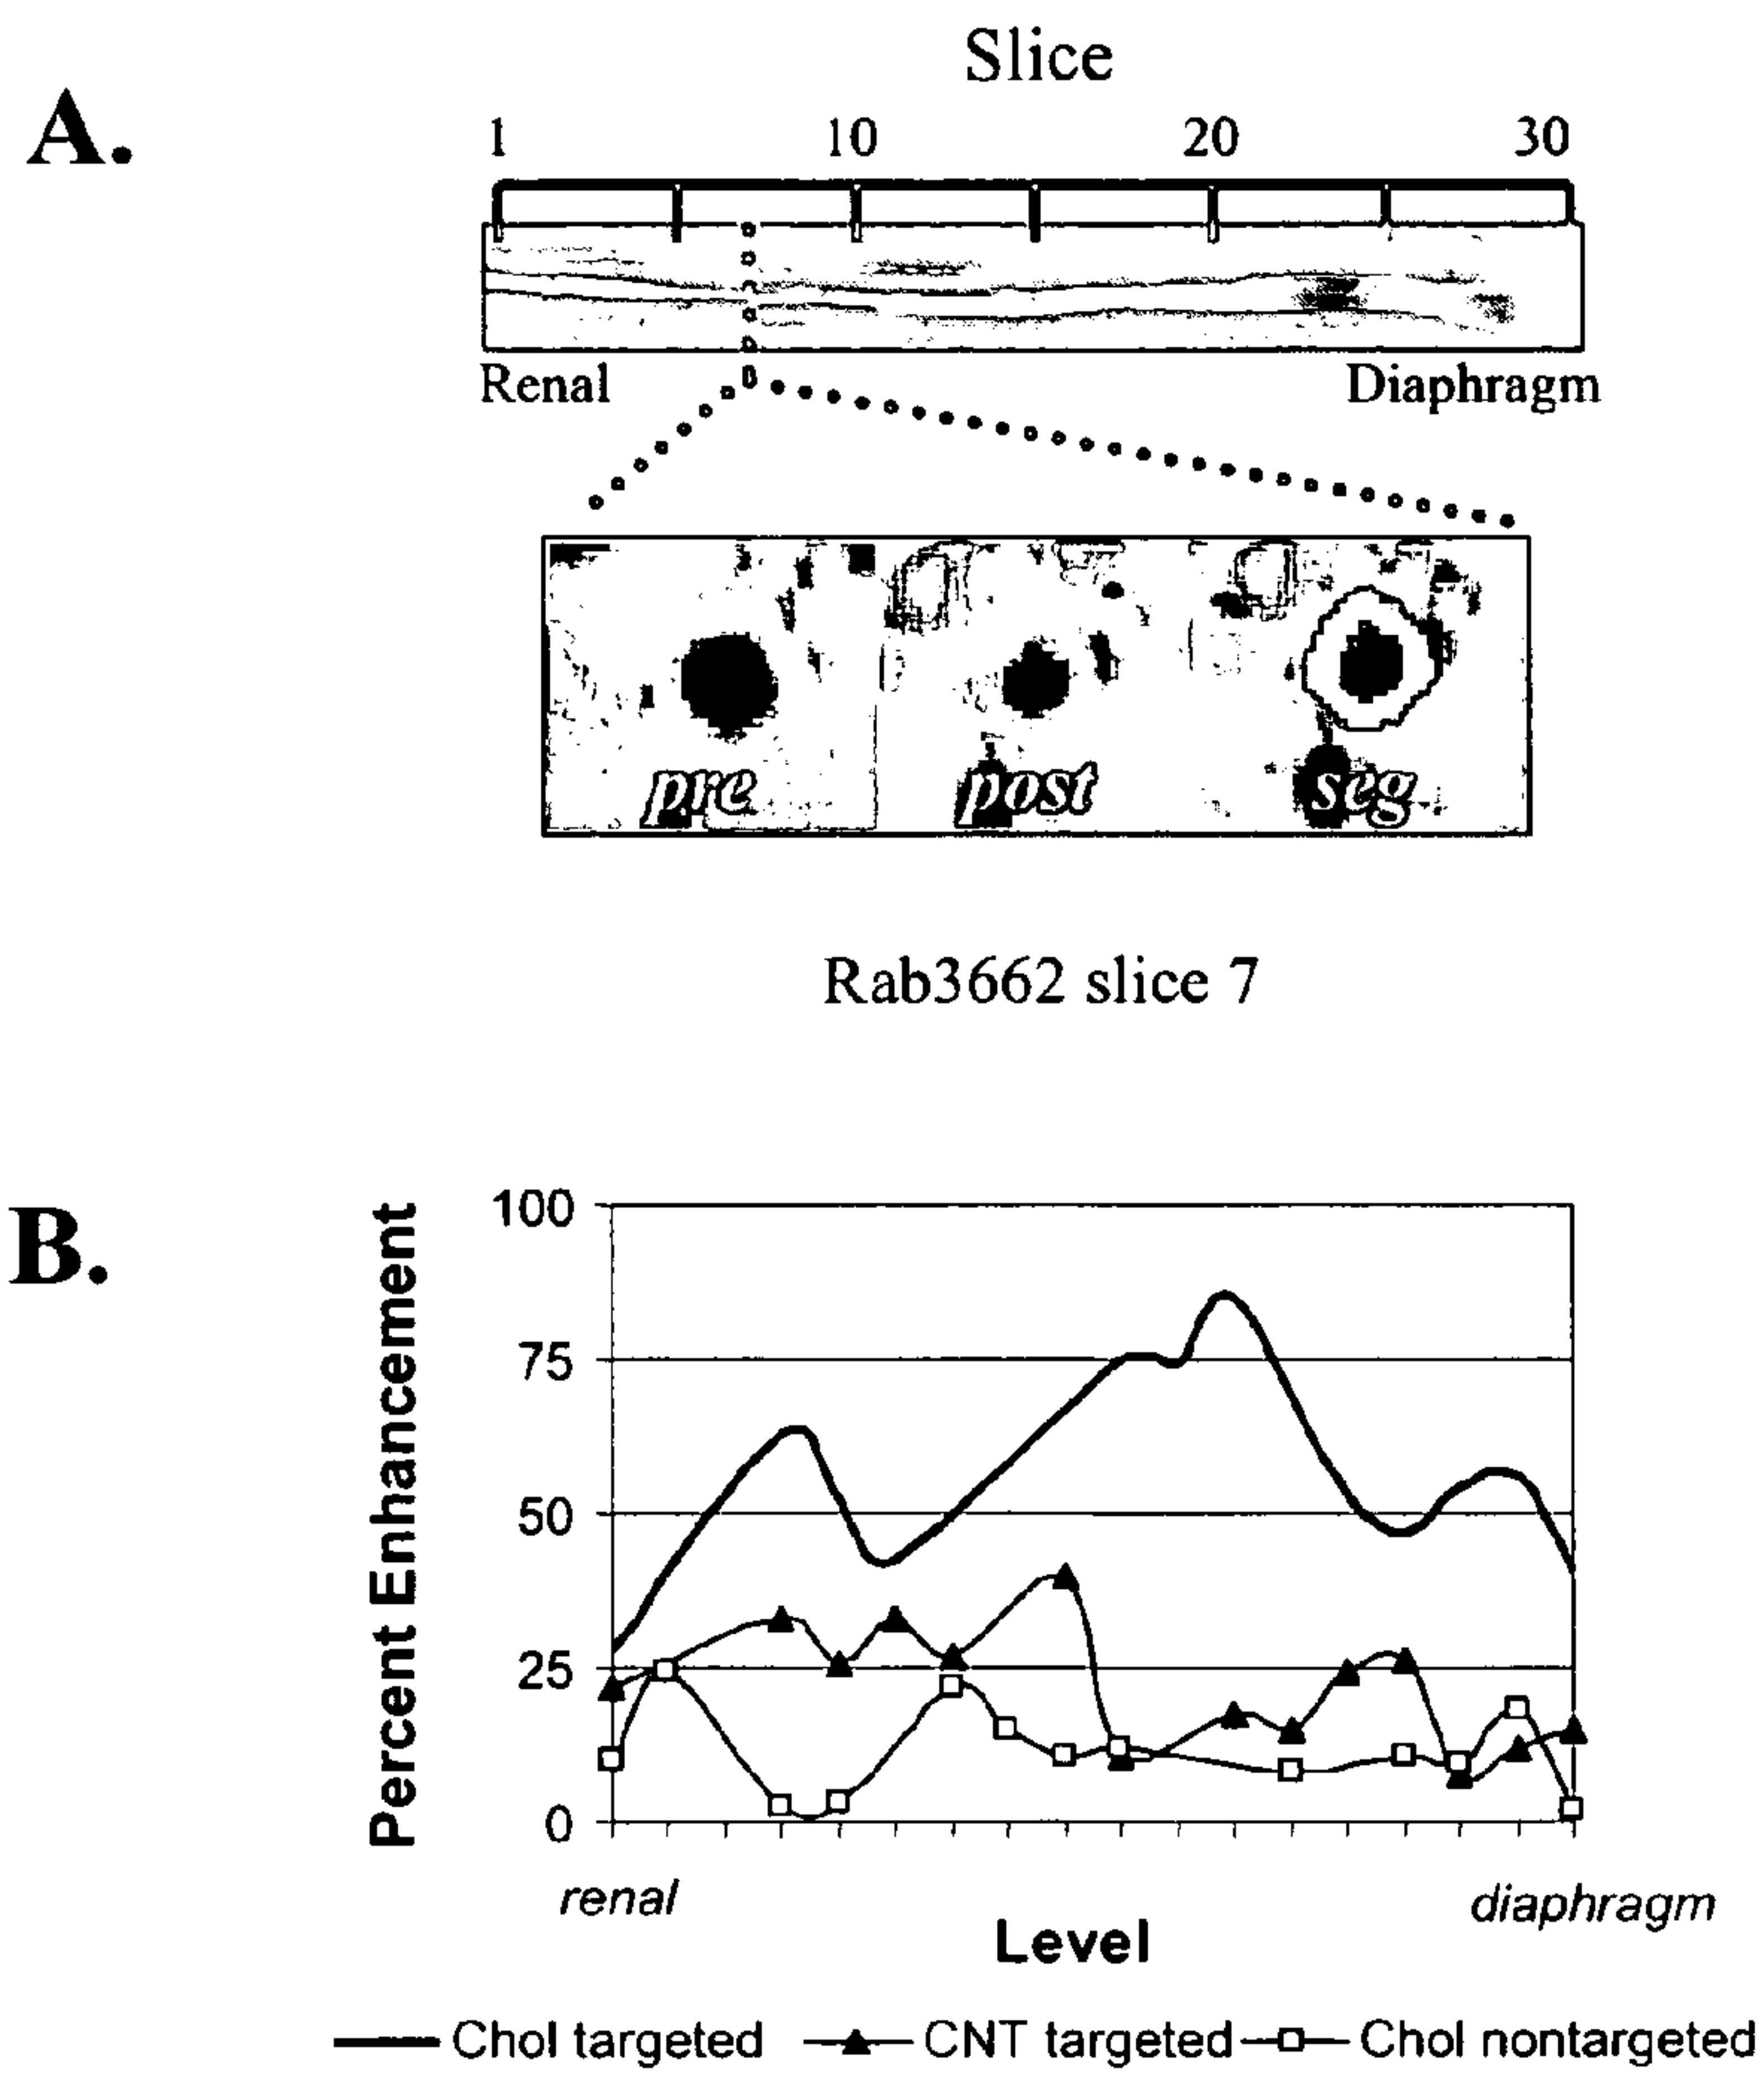 A.
Slice
1 10 20 30
Renal Diaphragm
pre post seg
Rab3662 slice 7
B.
Percent Enhancement
100
75
50
25
0
renal diaphragm
Level
Chol targeted CNT targeted Chol nontargeted